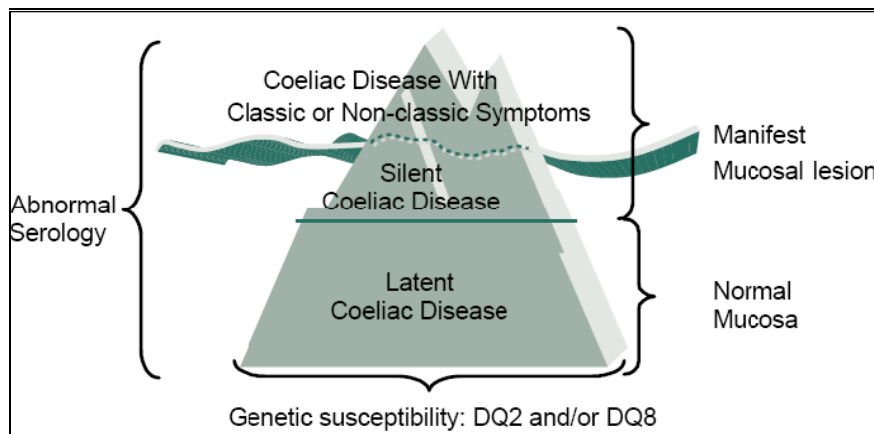 Coeliac Disease With
Classic or Non-classic Symptoms
Manifest
Mucosal lesion
Silent
Coeliac Disease
Abnormal
Serology
Latent
Coeliac Disease
Normal
Mucosa
Genetic susceptibility: DQ2 and/or DQ8